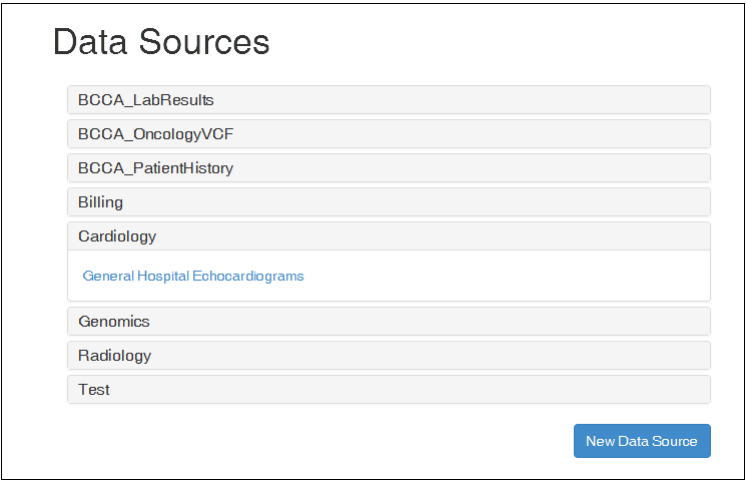 Data Sources
BCCA_LabResults
BCCA_OncologyVCF
BCCA_PatientHistory
Billing
Cardiology
General Hospital Echocardiograms
Genomics
Radiology
Test
New Data Source